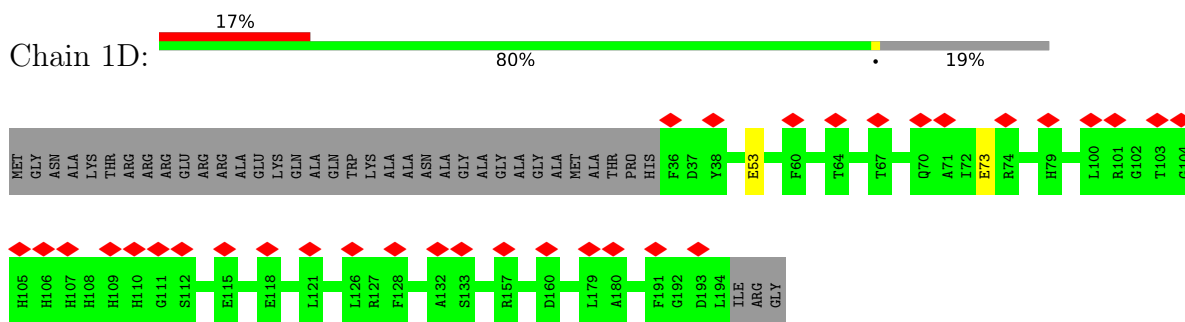 17%
Chain 1D:
80% • 19%
MET GLY ASN ALA LYS THR ARG ARG ARG GLU ARG ARG ALA GLU LYS GLN ALA GLN TRP LYS ALA ALA ASN ALA GLY ALA GLY ALA GLY ALA MET ALA THR PRO HIS F36 D37 Y38 E53 F60 T64 T67 Q70 A71 I72 E73 R74 H79 L100 R101 G102 T103 G104
H105 H106 H107 H108 H109 H110 G111 S112 E115 E118 L121 L126 R127 F128 A132 S133 R157 D160 L179 A180 F191 G192 D193 L194 ILE ARG GLY